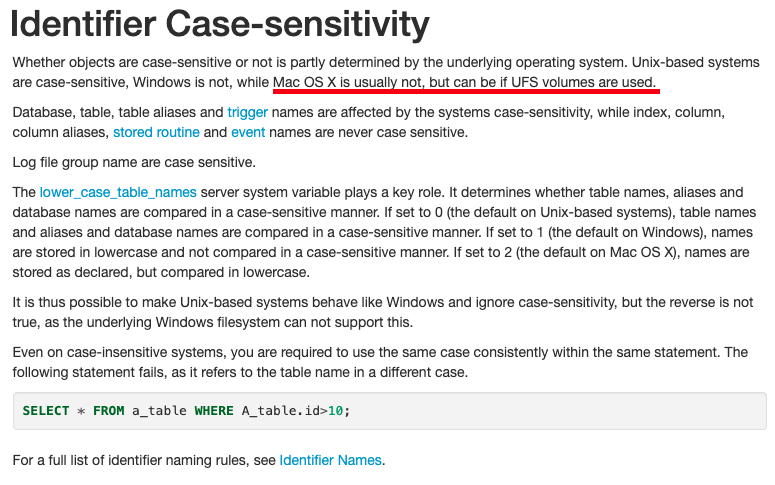 Identifier Case-sensitivity
Whether objects are case-sensitive or not is partly determined by the underlying operating system. Unix-based systems
are case-sensitive, Windows is not, while Mac OS X is usually not, but can be if UFS volumes are used.
Database, table, table aliases and trigger names are affected by the systems case-sensitivity, while index, column,
column aliases, stored routine and event names are never case sensitive.
Log file group name are case sensitive.
The lower_case_table_names server system variable plays a key role. It determines whether table names, aliases and
database names are compared in a case-sensitive manner. If set to 0 (the default on Unix-based systems), table names
and aliases and database names are compared in a case-sensitive manner. If set to 1 (the default on Windows), names
are stored in lowercase and not compared in a case-sensitive manner. If set to 2 (the default on Mac OS X), names are
stored as declared, but compared in lowercase.
It is thus possible to make Unix-based systems behave like Windows and ignore case-sensitivity, but the reverse is not
true, as the underlying Windows filesystem can not support this.
Even on case-insensitive systems, you are required to use the same case consistently within the same statement. The
following statement fails, as it refers to the table name in a different case.
SELECT * FROM a_table WHERE A_table.id>10;
For a full list of identifier naming rules, see Identifier Names.